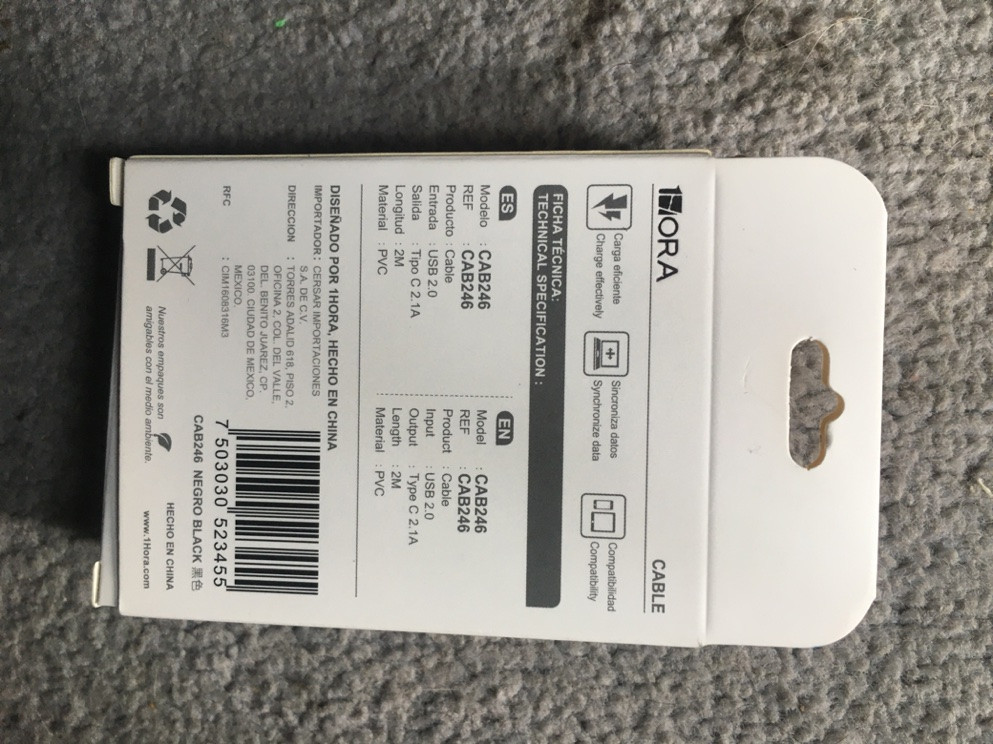 1HORA
CABLE
Carga eficiente
Charge effectively
Sincroniza datos
Synchronize data
Compatibilidad
Compatibility
FICHA TÉCNICA:
TECHNICAL SPECIFICATION :
ES
Modelo : CAB246
REF : CAB246
Producto : Cable
Entrada : USB 2.0
Salida : Tipo C 2.1A
Longitud : 2M
Material : PVC
EN
Model : CAB246
REF : CAB246
Product : Cable
Input : USB 2.0
Output : Type C 2.1A
Length : 2M
Material : PVC
DISEÑADO POR 1HORA, HECHO EN CHINA
IMPORTADOR : CERSAR IMPORTACIONES
S.A. DE C.V.
DIRECCION : TORRES ADALID 618, PISO 2,
OFICINA 2, COL. DEL VALLE,
DEL. BENITO JUAREZ, CP.
03100. CIUDAD DE MEXICO,
MEXICO.
RFC : CIM1608316M3
7 503030 523455
CAB246 NEGRO BLACK 黑色
Nuestros empaques son
amigables con el medio ambiente.
HECHO EN CHINA
www.1Hora.com